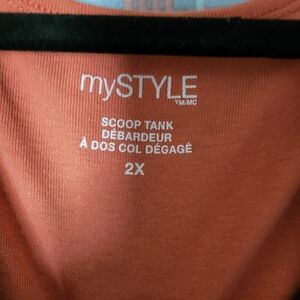 mySTYLE
TM/MC
SCOOP TANK
DÉBARDEUR
À DOS COL DÉGAGÉ
2X